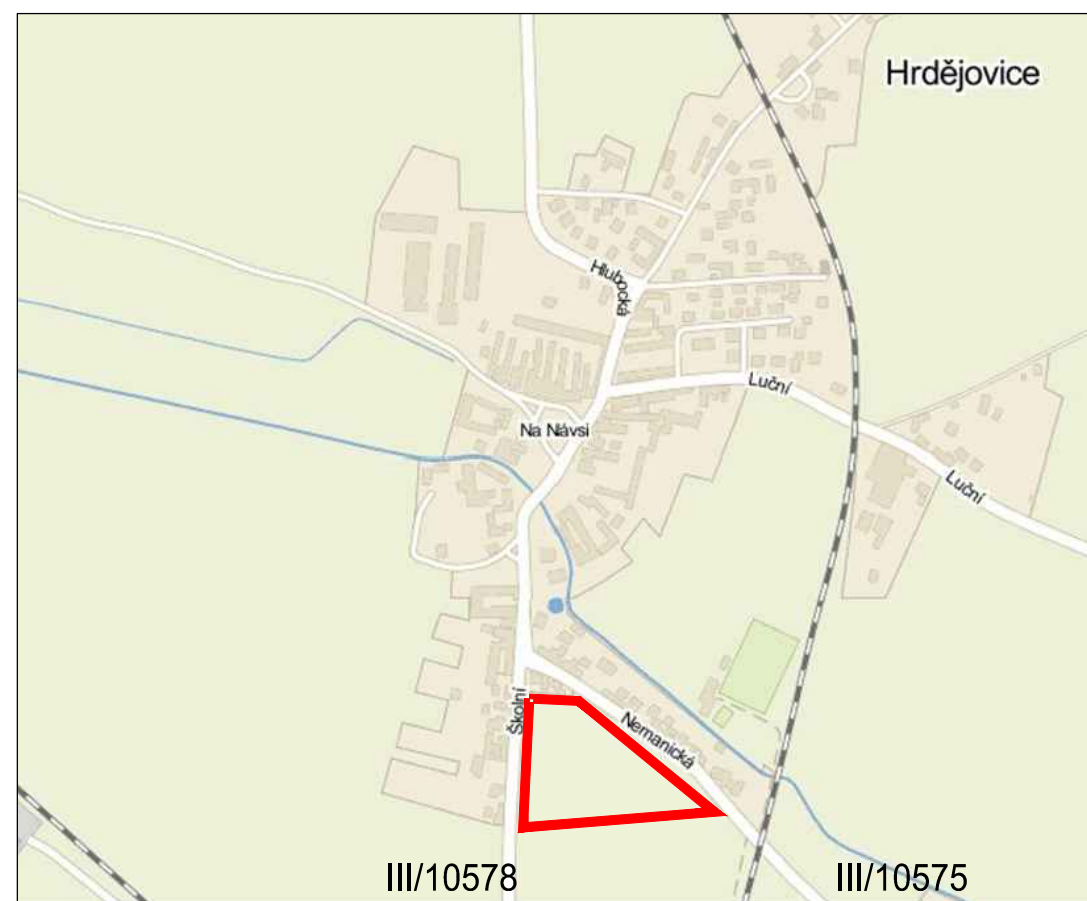 Hrdějovice
Hlubocká
Luční
Na Návsi
Luční
Školní
Nemanická
III/10578
III/10575